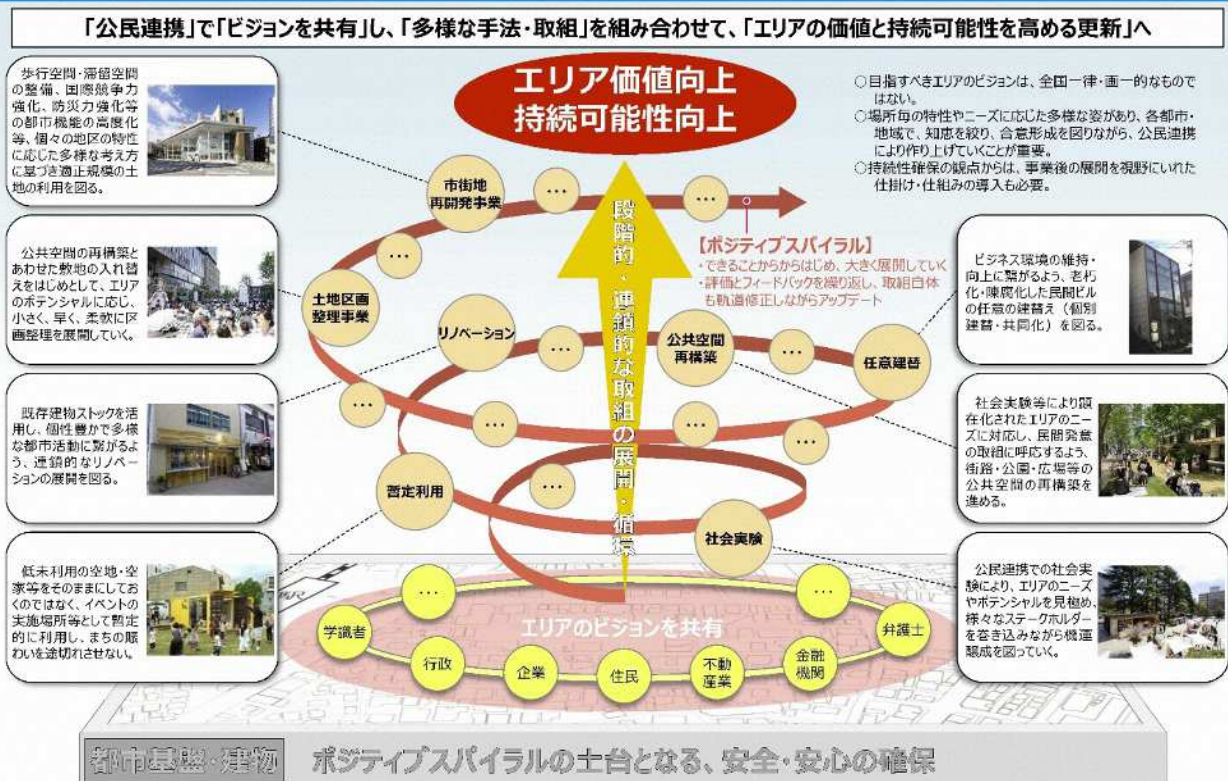 「公民連携」で「ビジョンを共有」し、「多様な手法・取組」を組み合わせて、「エリアの価値と持続可能性を高める更新」へ
エリア価値向上
持続可能性向上
○目指すべきエリアのビジョンは、全国一律・画一的なもので
はない。
○場所毎の特性やニーズに応じた多様な姿があり、各都市・
地域で、知恵を絞り、合意形成を図りながら、公民連携
により作り上げていくことが重要。
○持続性確保の観点からは、事業後の展開を視野にいれた
仕掛け・仕組みの導入も必要。
歩行空間・滞留空間
の整備、国際競争力
強化、防災力強化等
の都市機能の高度化
等、個々の地区の特性
に応じた多様な考え方
に基づき適正規模の土
地の利用を図る。
公共空間の再構築と
あわせた敷地の入れ替
えをはじめとして、エリア
のポテンシャルに応じ、
小さく、早く、柔軟に区
画整理を展開していく。
既存建物ストックを活
用し、個性豊かで多様
な都市活動に繋がるよ
う、連鎖的なリノベー
ションの展開を図る。
低未利用の空地・空
家等をそのままにしてお
くのではなく、イベントの
実施場所等として暫定
的に利用し、まちの賑
わいを途切れさせない。
市街地
再開発事業
…
…
…
土地区画
整理事業
リノベーション
…
公共空間
再構築
…
任意建替
…
…
…
…
暫定利用
…
社会実験
段階的・連鎖的な取組の展開・循環
【ポジティブスパイラル】
・できることからからはじめ、大きく展開していく
・評価とフィードバックを繰り返し、取組自体
も軌道修正しながらアップデート
ビジネス環境の維持・
向上に繋がるよう、老朽
化・陳腐化した民間ビル
の任意の建替え（個別
建替・共同化）を図る。
社会実験等により顕
在化されたエリアのニー
ズに対応し、民間発意
の取組に呼応するよう、
街路・公園・広場等の
公共空間の再構築を
進める。
公民連携での社会実
験により、エリアのニーズ
やポテンシャルを見極め、
様々なステークホルダー
を巻き込みながら機運
醸成を図っていく。
…
…
学識者
エリアのビジョンを共有
弁護士
行政
企業
住民
不動
産業
金融
機関
都市基盤・建物
ポジティブスパイラルの土台となる、安全・安心の確保